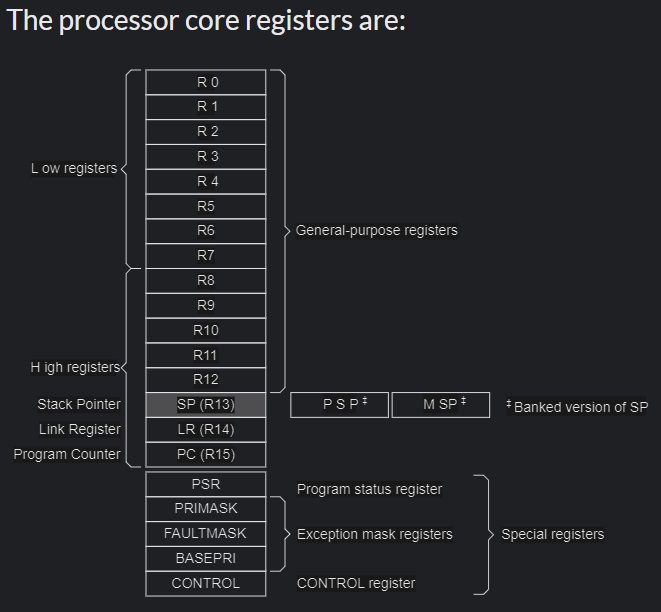 The processor core registers are:
R 0
R 1
R 2
R 3
L ow registers
R 4
R5
R6
General-purpose registers
R7
R8
R9
R10
R11
H igh registers
R12
Stack Pointer SP (R13) P S P ‡ M SP ‡ ‡ Banked version of SP
Link Register LR (R14)
Program Counter PC (R15)
PSR Program status register
PRIMASK
FAULTMASK Exception mask registers Special registers
BASEPRI
CONTROL CONTROL register